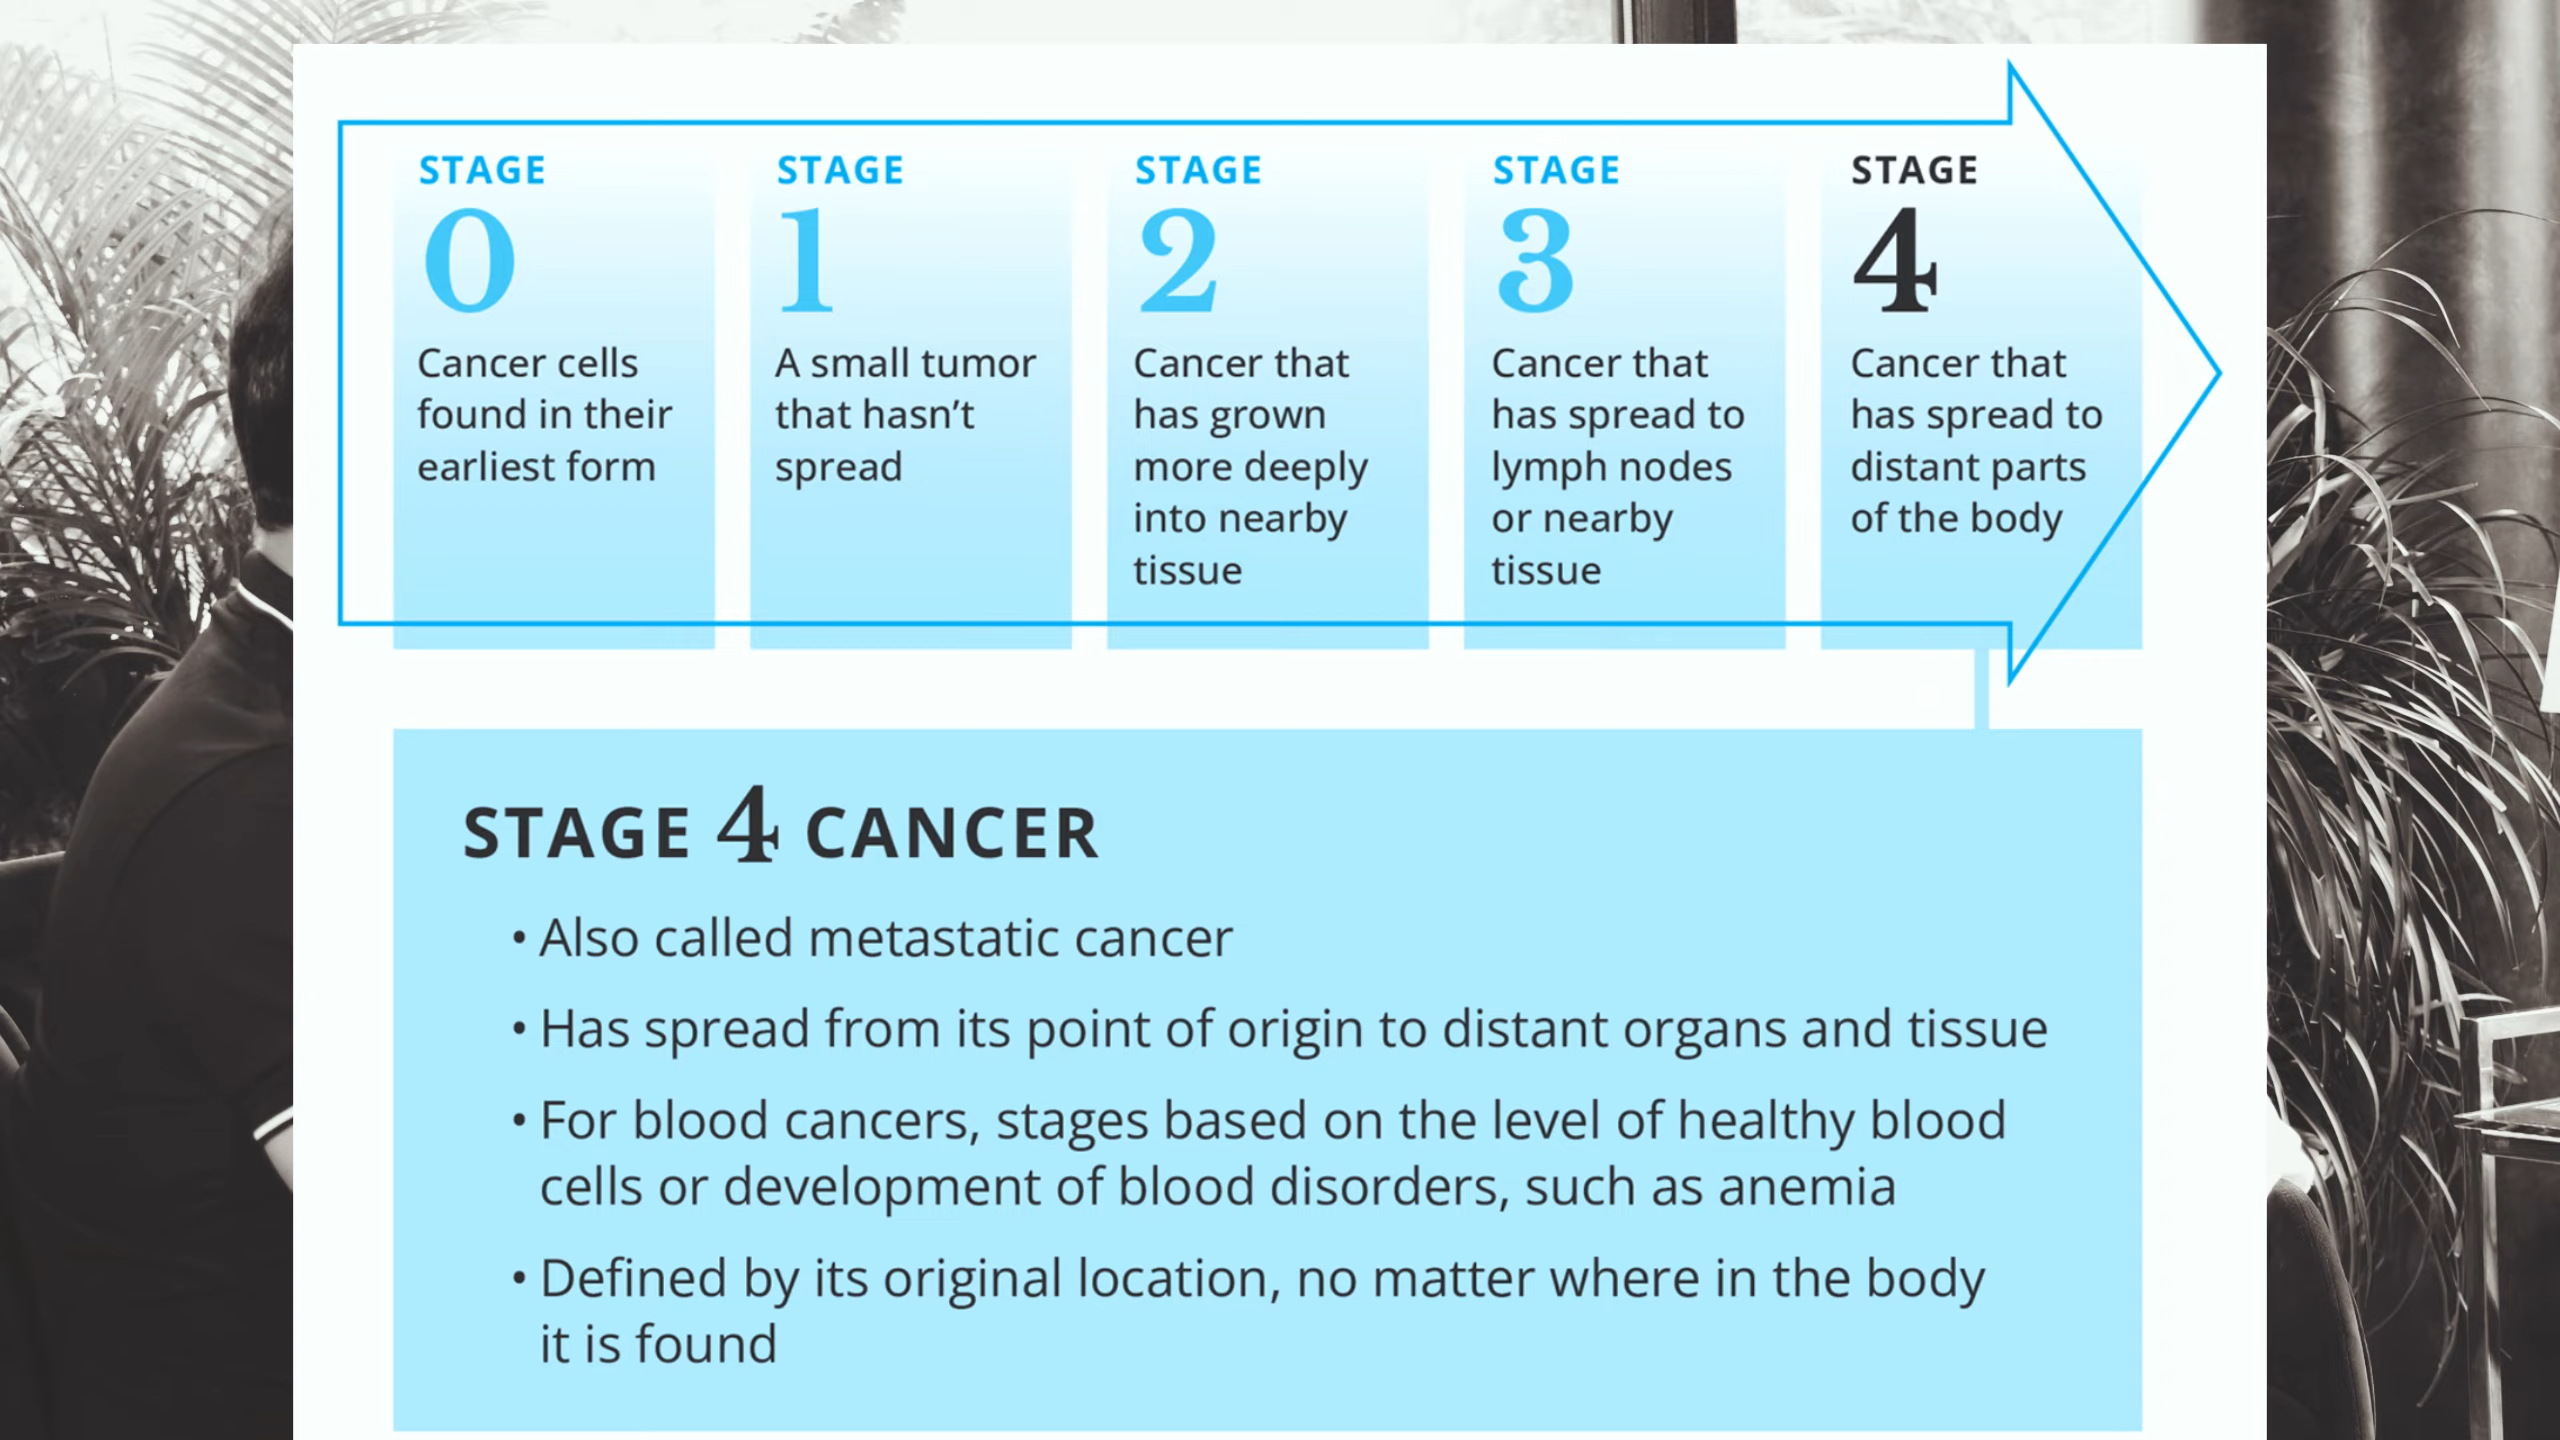 STAGE
0
Cancer cells
found in their
earliest form
STAGE
1
A small tumor
that hasn’t
spread
STAGE
2
Cancer that
has grown
more deeply
into nearby
tissue
STAGE
3
Cancer that
has spread to
lymph nodes
or nearby
tissue
STAGE
4
Cancer that
has spread to
distant parts
of the body
STAGE 4 CANCER
• Also called metastatic cancer
• Has spread from its point of origin to distant organs and tissue
• For blood cancers, stages based on the level of healthy blood
cells or development of blood disorders, such as anemia
• Defined by its original location, no matter where in the body
it is found